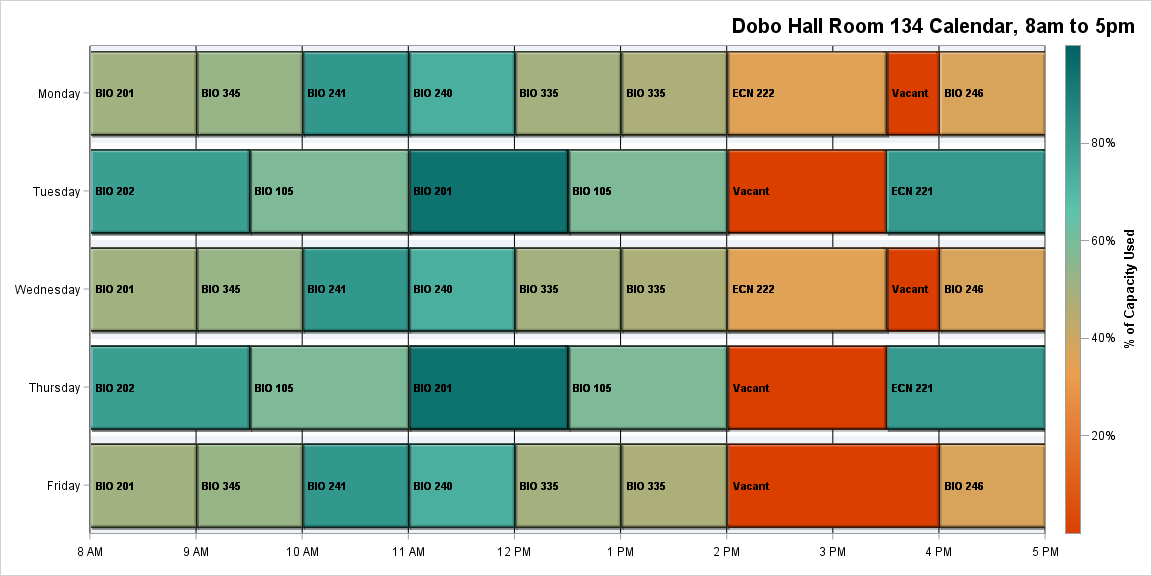 Dobo Hall Room 134 Calendar, 8am to 5pm
Monday
BIO 201
BIO 345
BIO 241
BIO 240
BIO 335
BIO 335
ECN 222
Vacant
BIO 246
Tuesday
BIO 202
BIO 105
BIO 201
BIO 105
Vacant
ECN 221
Wednesday
BIO 201
BIO 345
BIO 241
BIO 240
BIO 335
BIO 335
ECN 222
Vacant
BIO 246
Thursday
BIO 202
BIO 105
BIO 201
BIO 105
Vacant
ECN 221
Friday
BIO 201
BIO 345
BIO 241
BIO 240
BIO 335
BIO 335
Vacant
BIO 246
8 AM
9 AM
10 AM
11 AM
12 PM
1 PM
2 PM
3 PM
4 PM
5 PM
80%
60%
40%
20%
% of Capacity Used